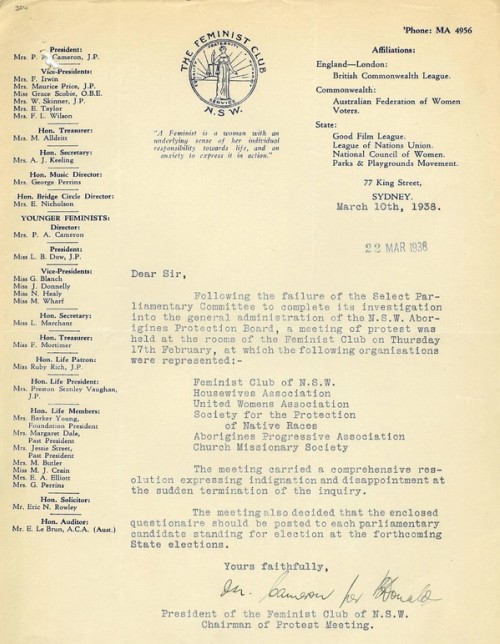 'Phone: MA 4956
THE FEMINIST CLUB
FRATERNITY
SERVICE
N.S.W.
"A Feminist is a woman with an
underlying sense of her individual
responsibility towards life, and an
anxiety to express it in action."
President:
Mrs. P. A. Cameron, J.P.
Vice-Presidents:
Mrs. F. Irwin
Mrs. Maurice Price, J.P.
Miss Grace Scobie, O.B.E.
Mrs. W. Skinner, J.P.
Mrs. E. Taylor
Mrs. F. L. Wilson
Hon. Treasurer:
Mrs. M. Alldritt
Hon. Secretary:
Mrs. A. J. Keeling
Hon. Music Director:
Mrs. George Perrins
Hon. Bridge Circle Director:
Mrs. E. Nicholson
YOUNGER FEMINISTS:
Director:
Mrs. P. A. Cameron
President:
Miss L. B. Dow, J.P.
Vice-Presidents:
Miss G. Blanch
Miss J. Donnelly
Miss N. Healy
Miss M. Wharf
Hon. Secretary:
Miss L. Marchant
Hon. Treasurer:
Miss F. Mortimer
Hon. Life Patron:
Miss Ruby Rich, J.P.
Hon. Life President:
Mrs. Preston Stanley Vaughan,
J.P.
Hon. Life Members:
Mrs. Barker Young,
Foundation President
Mrs. Margaret Dale,
Past President
Mrs. Jessie Street,
Past President
Mrs. M. Butler
Miss M. J. Crain
Mrs. E. A. Elliott
Mrs. G. Perrins
Hon. Solicitor:
Mr. Eric N. Rowley
Hon. Auditor:
Mr. E. Le Brun, A.C.A. (Aust.)
Affiliations:
England—London:
British Commonwealth League.
Commonwealth:
Australian Federation of Women
Voters.
State:
Good Film League.
League of Nations Union.
National Council of Women.
Parks & Playgrounds Movement.
77 King Street,
SYDNEY.
March 10th, 1938.
22 MAR 1938
Dear Sir,
Following the failure of the Select Par-
liamentary Committee to complete its investigation
into the general administration of the N.S.W. Abor-
igines Protection Board, a meeting of protest was
held at the rooms of the Feminist Club on Thursday
17th February, at which the following organisations
were represented:-
Feminist Club of N.S.W.
Housewives Association
United Womens Association
Society for the Protection
of Native Races
Aborigines Progressive Association
Church Missionary Society
The meeting carried a comprehensive res-
olution expressing indignation and disappointment at
the sudden termination of the inquiry.
The meeting also decided that the enclosed
questionaire should be posted to each parliamentary
candidate standing for election at the forthcoming
State elections.
Yours faithfully,
Cameron per
President of the Feminist Club of N.S.W.
Chairman of Protest Meeting.